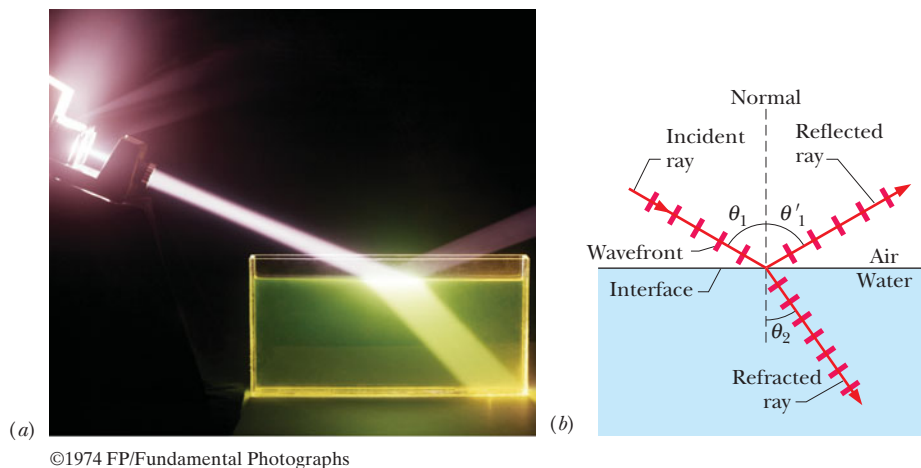 Normal
Incident
ray
Reflected
ray
θ1
θ′1
Wavefront
Air
Water
Interface
θ2
Refracted
ray
(a)
(b)
©1974 FP/Fundamental Photographs